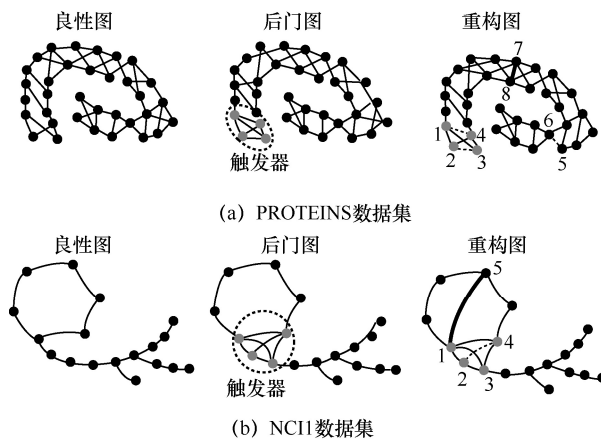 良性图 后门图 重构图
7
8
1 4 6
2 3 5
触发器
(a) PROTEINS数据集
良性图 后门图 重构图
5
1 4
2 3
触发器
(b) NCI1数据集